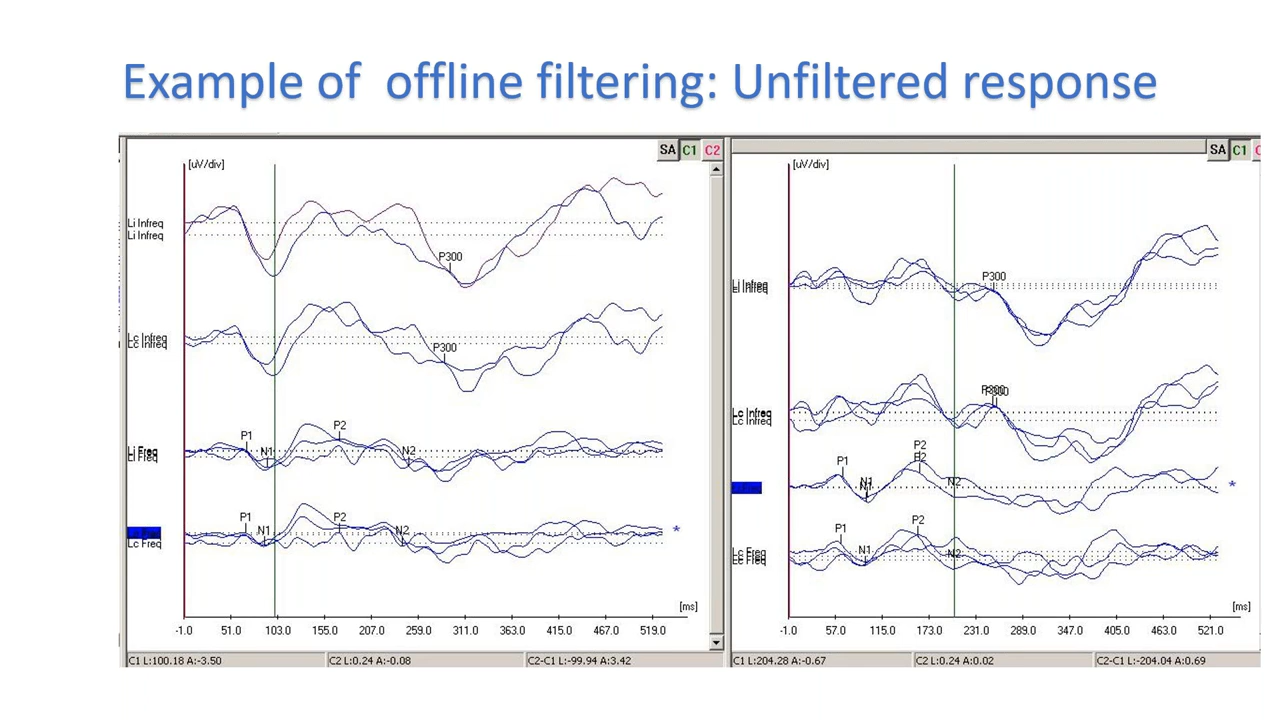 Example of offline filtering: Unfiltered response
SA C1 C2
[uV/div]
Li Infreq
Li Infreq
P300
Lc Infreq
Lc Infreq
P300
P1 N1 P2 N2
Li Freq
Li Freq
P1 N1 P2 N2
*
Lc Freq
[ms]
-1.0 51.0 103.0 155.0 207.0 259.0 311.0 363.0 415.0 467.0 519.0
C1 L:100.18 A:-3.50 C2 L:0.24 A:-0.08 C2-C1 L:-99.94 A:3.42
SA C1
[uV/div]
P300
Li Infreq
Li Infreq
P300
P300
Lc Infreq
Lc Infreq
P2
P1 P2
N1 N2
N1
*
P1 P2
N1 N2
Lc Freq
Lc Freq
[ms]
-1.0 57.0 115.0 173.0 231.0 289.0 347.0 405.0 463.0 521.0
C1 L:204.28 A:-0.67 C2 L:0.24 A:0.02 C2-C1 L:-204.04 A:0.69